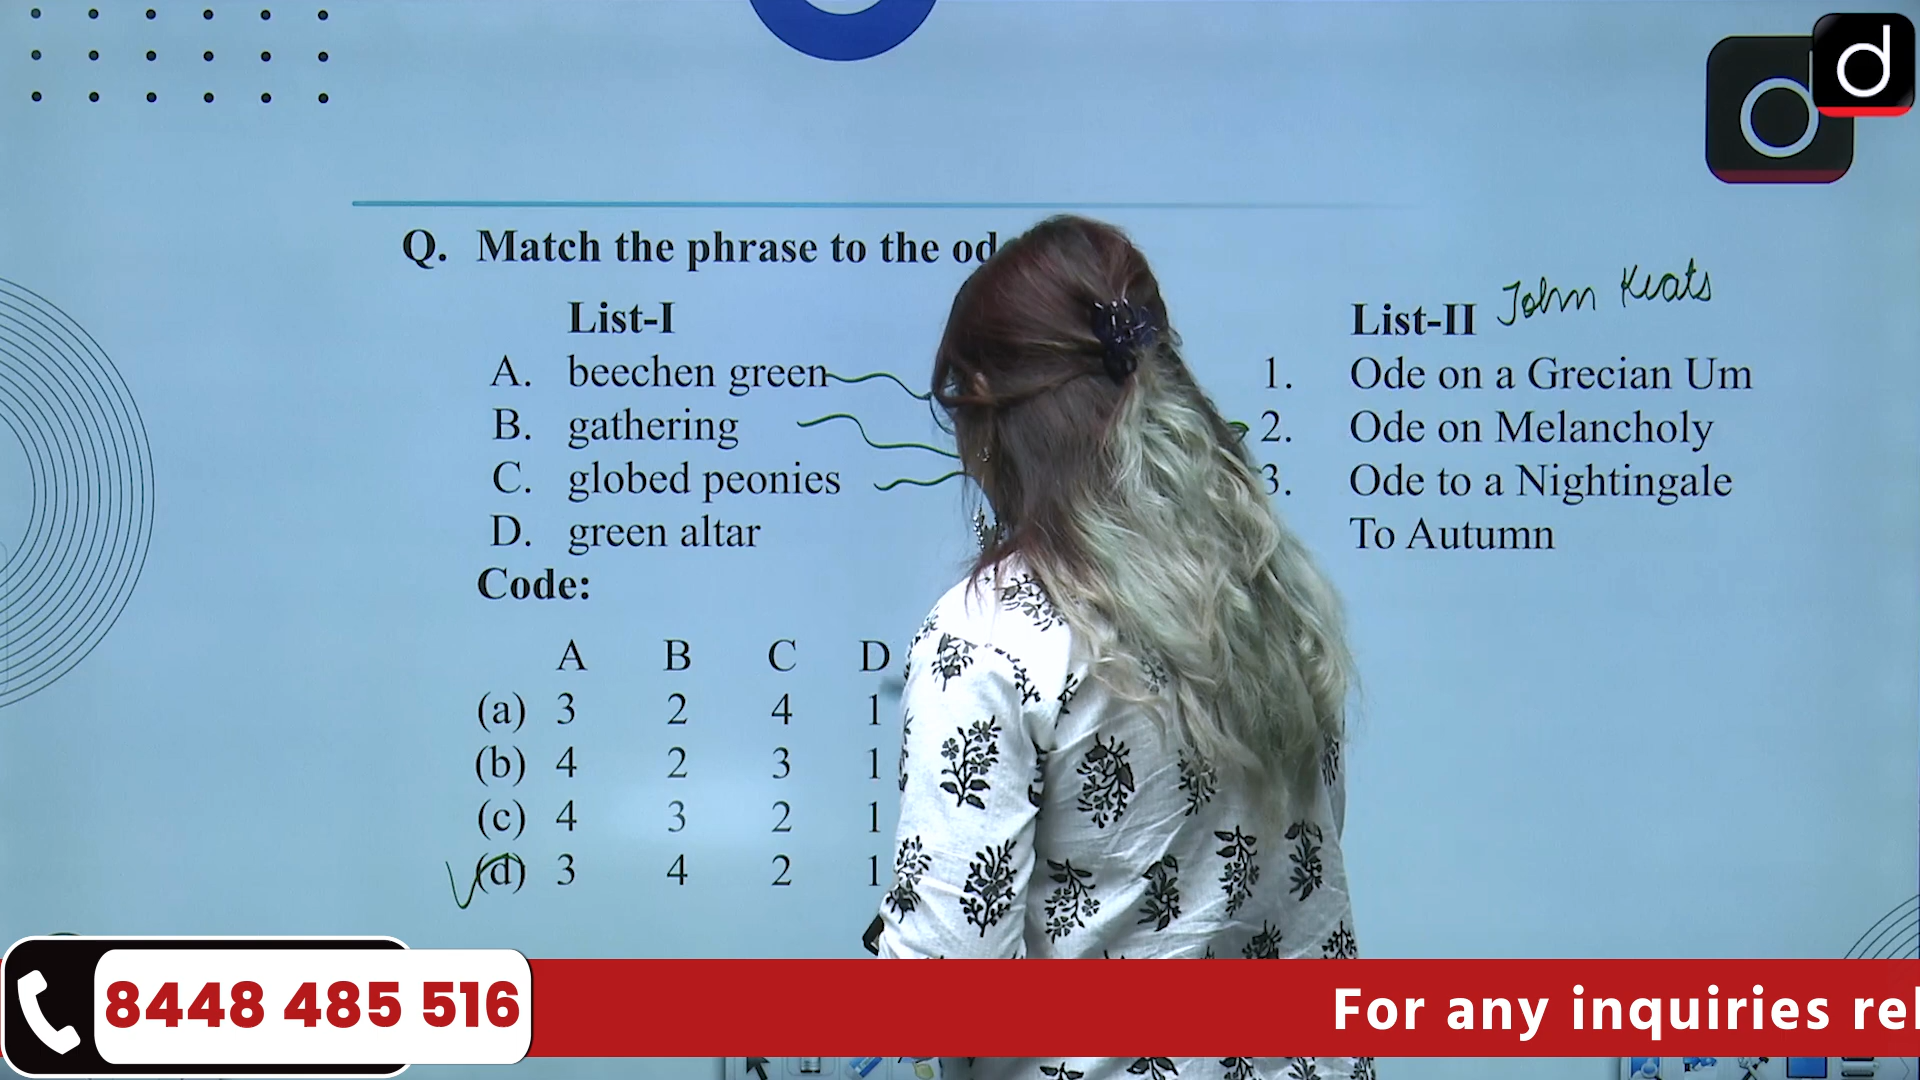 d
Q. Match the phrase to the od
List-I
List-II John Keats
A. beechen green
1. Ode on a Grecian Um
B. gathering
2. Ode on Melancholy
C. globed peonies
3. Ode to a Nightingale
D. green altar
To Autumn
Code:
A B C D
(a) 3 2 4 1
(b) 4 2 3 1
(c) 4 3 2 1
(d) 3 4 2 1
8448 485 516
For any inquiries rel